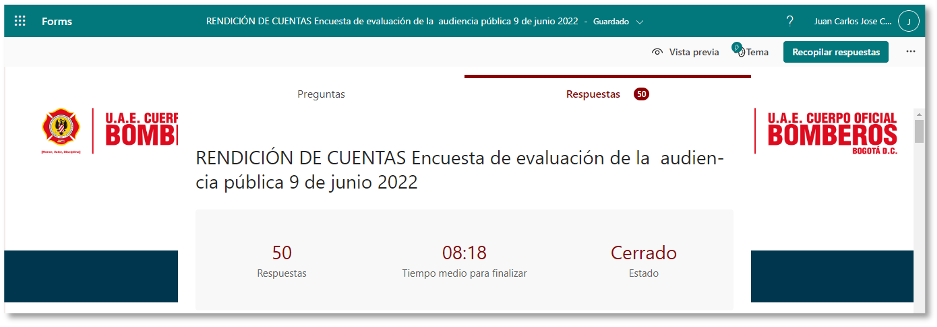 Forms
RENDICIÓN DE CUENTAS Encuesta de evaluación de la audiencia pública 9 de junio 2022 - Guardado
?
Juan Carlos Jose C...
J
Vista previa
Tema
Recopilar respuestas
...
Preguntas
Respuestas 50
U.A.E. CUERP
BOMB
U.A.E. CUERPO OFICIAL
BOMBEROS
BOGOTÁ D.C.
RENDICIÓN DE CUENTAS Encuesta de evaluación de la audien-
cia pública 9 de junio 2022
50
Respuestas
08:18
Tiempo medio para finalizar
Cerrado
Estado